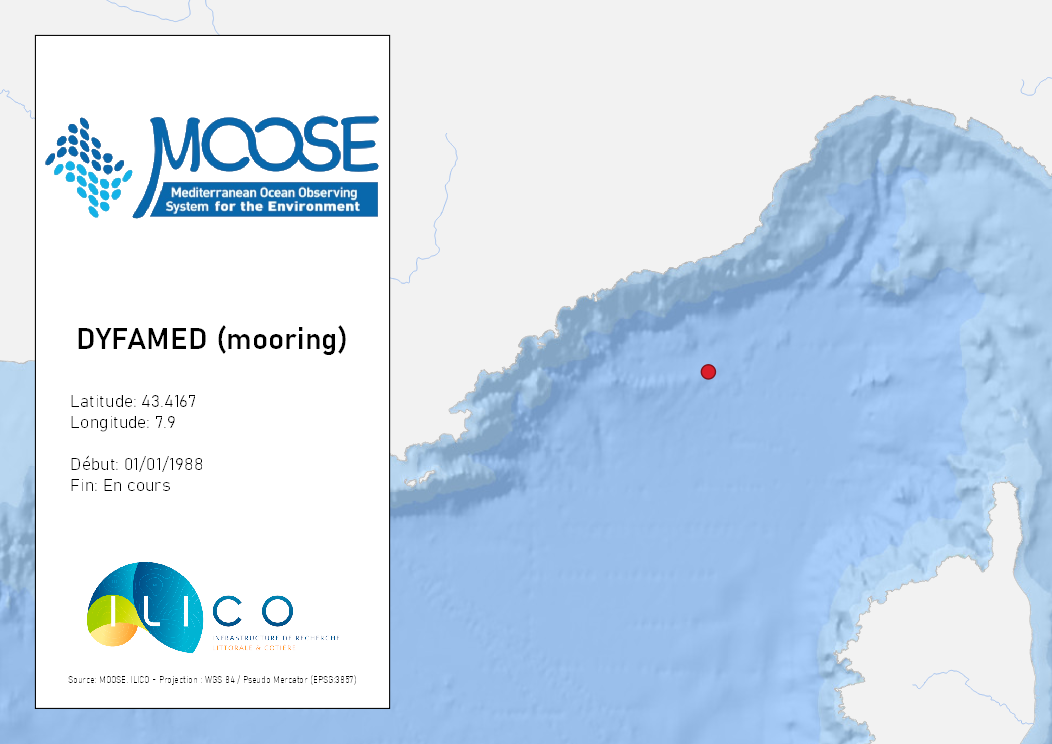 MOOSE
Mediterranean Ocean Observing
System for the Environment
DYFAMED (mooring)
Latitude: 43.4167
Longitude: 7.9
Début: 01/01/1988
Fin: En cours
ILICO
INFRASTRUCTURE DE RECHERCHE
LITTORALE & CÔTIÈRE
Source: MOOSE, ILICO - Projection : WGS 84 / Pseudo Mercator (EPSG:3857)